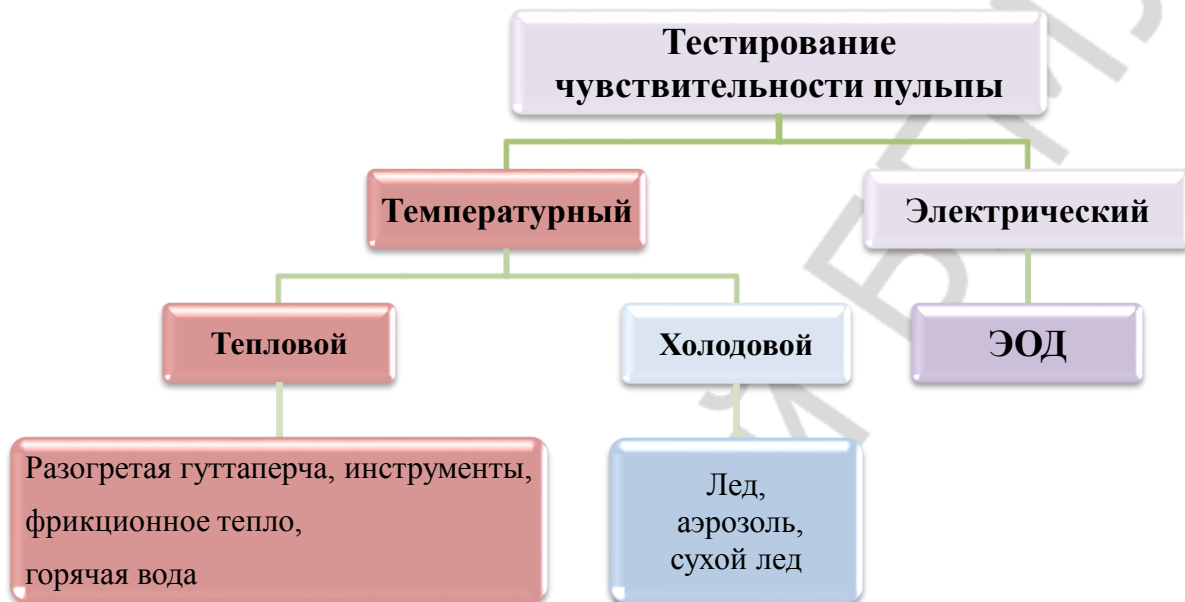 Тестирование
чувствительности пульпы
Температурный
Электрический
Тепловой
Холодовой
ЭОД
Разогретая гуттаперча, инструменты,
фрикционное тепло,
горячая вода
Лед,
аэрозоль,
сухой лед